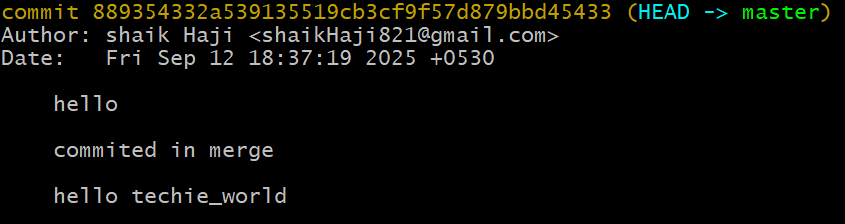 commit 889354332a539135519cb3cf9f57d879bbd45433 (HEAD -> master)
Author: shaik Haji <shaikHaji821@gmail.com>
Date:   Fri Sep 12 18:37:19 2025 +0530
hello
commited in merge
hello techie_world